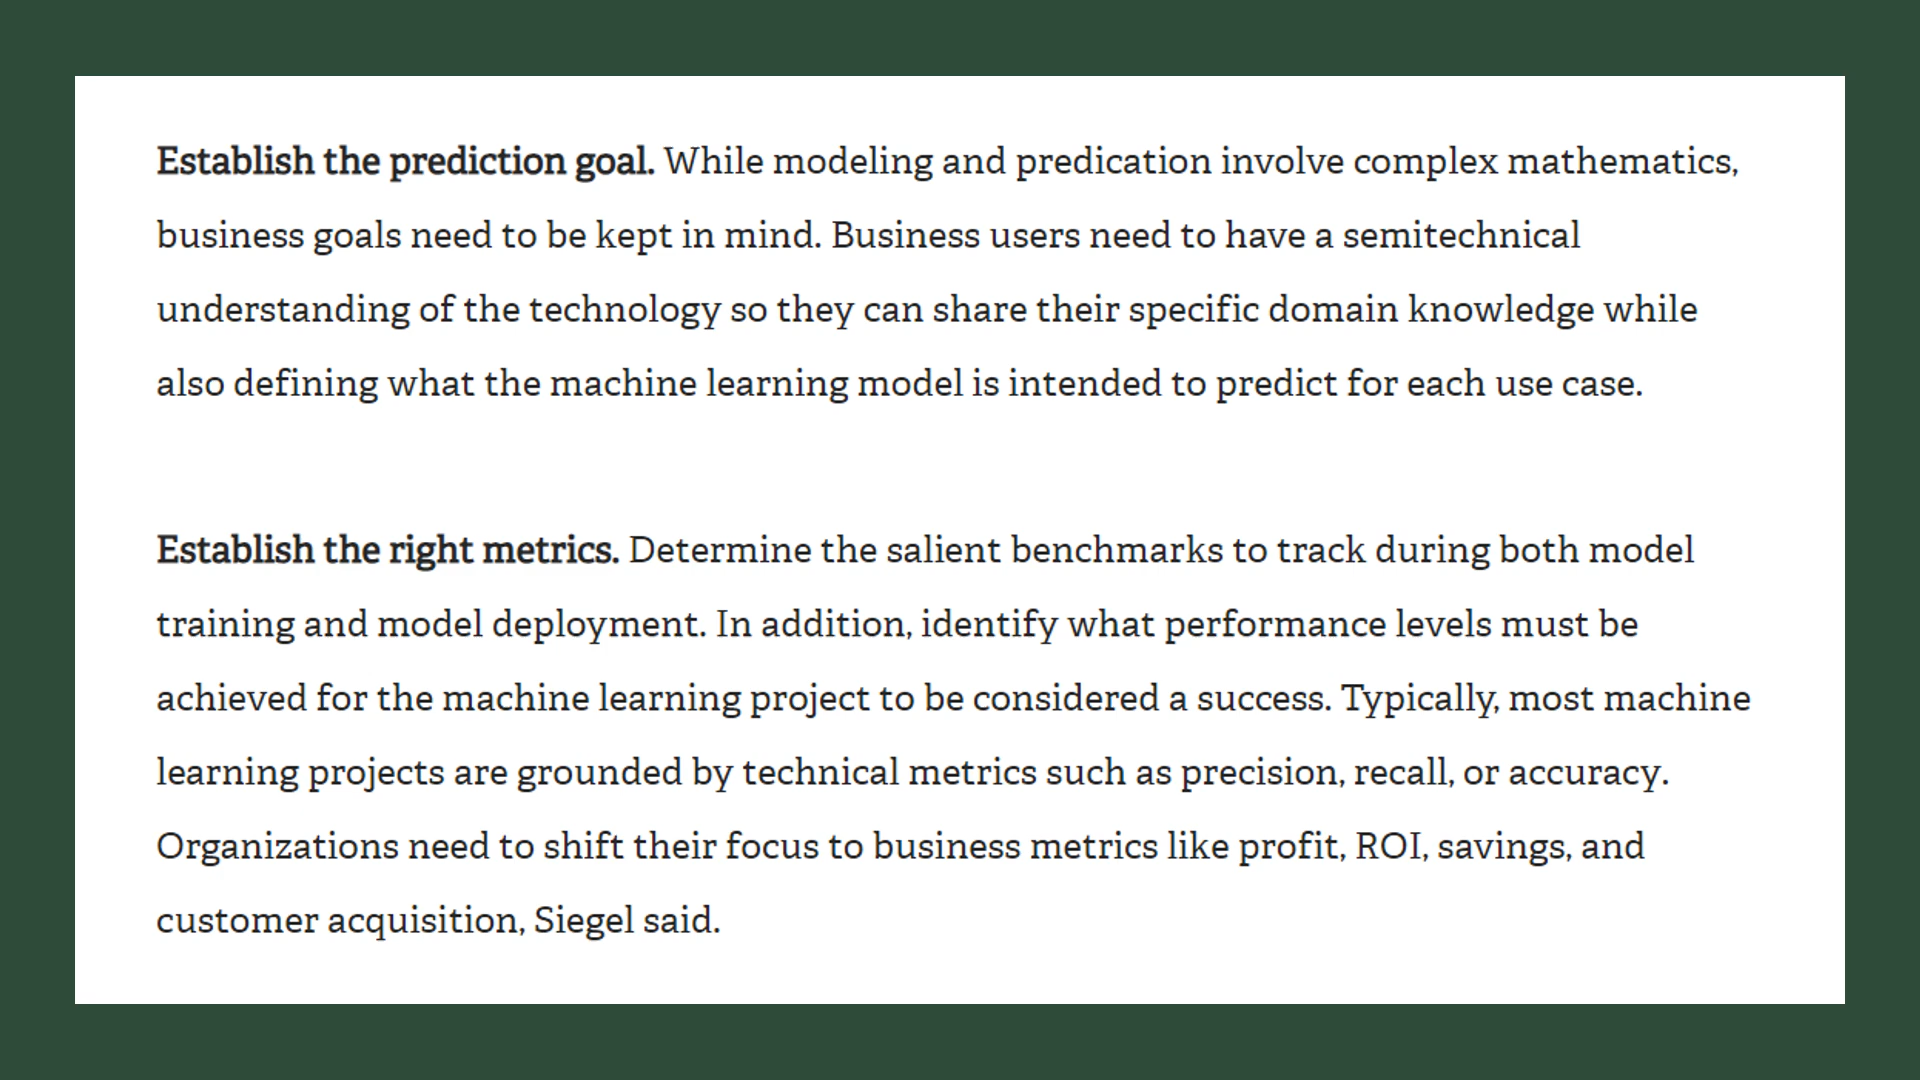 Establish the prediction goal. While modeling and predication involve complex mathematics,
business goals need to be kept in mind. Business users need to have a semitechnical
understanding of the technology so they can share their specific domain knowledge while
also defining what the machine learning model is intended to predict for each use case.
Establish the right metrics. Determine the salient benchmarks to track during both model
training and model deployment. In addition, identify what performance levels must be
achieved for the machine learning project to be considered a success. Typically, most machine
learning projects are grounded by technical metrics such as precision, recall, or accuracy.
Organizations need to shift their focus to business metrics like profit, ROI, savings, and
customer acquisition, Siegel said.